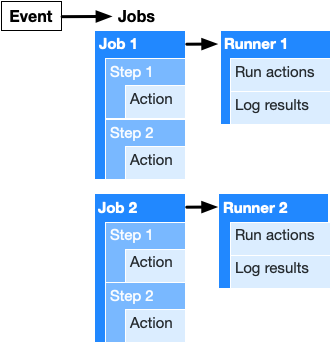 Event
Jobs
Job 1
Step 1
Action
Step 2
Action
Runner 1
Run actions
Log results
Job 2
Step 1
Action
Step 2
Action
Runner 2
Run actions
Log results